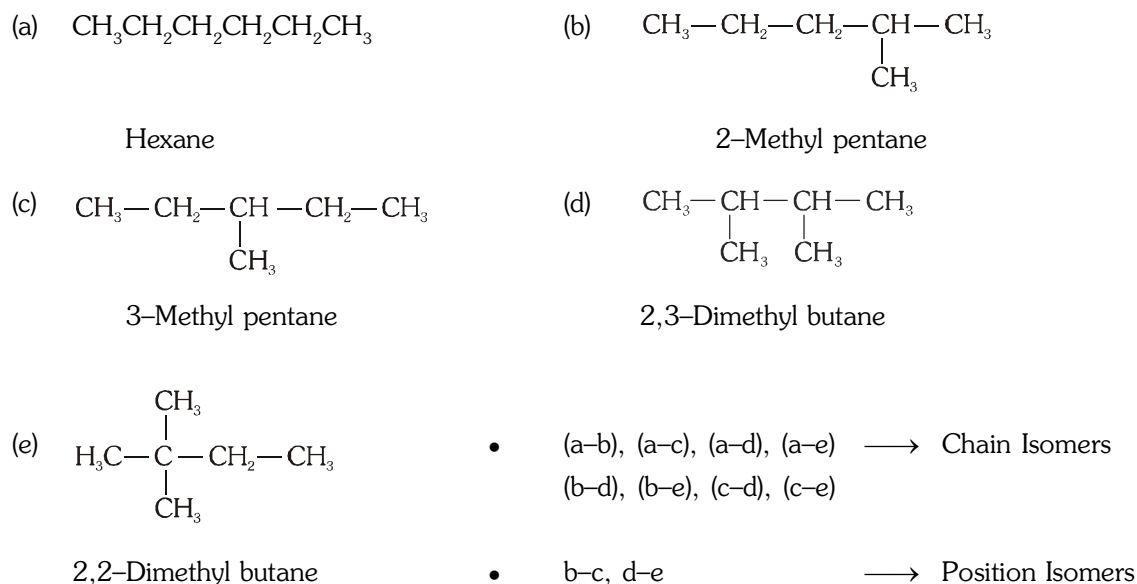 (a) CH₃CH₂CH₂CH₂CH₂CH₃
Hexane
(b) CH₃—CH₂—CH₂—CH—CH₃
CH₃
2–Methyl pentane
(c) CH₃—CH₂—CH—CH₂—CH₃
CH₃
3–Methyl pentane
(d) CH₃—CH—CH—CH₃
CH₃ CH₃
2,3–Dimethyl butane
CH₃
(e) H₃C—C—CH₂—CH₃
CH₃
2,2–Dimethyl butane
• (a–b), (a–c), (a–d), (a–e) ⟶ Chain Isomers
(b–d), (b–e), (c–d), (c–e)
• b–c, d–e ⟶ Position Isomers